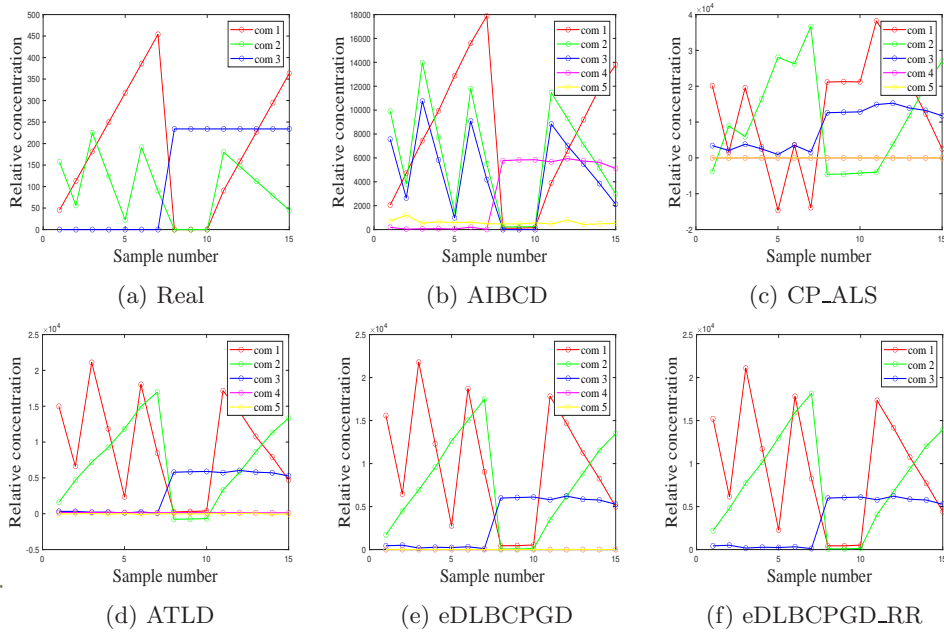 500
450
400
350
300
250
200
150
100
50
0
0
5
10
15
Relative concentration
Sample number
com 1
com 2
com 3
(a) Real
18000
16000
14000
12000
10000
8000
6000
4000
2000
0
0
5
10
15
Relative concentration
Sample number
com 1
com 2
com 3
com 4
com 5
(b) AIBCD
×10⁴
4
3
2
1
0
-1
-2
0
5
10
15
Relative concentration
Sample number
com 1
com 2
com 3
com 4
com 5
(c) CP_ALS
×10⁴
2.5
2
1.5
1
0.5
0
-0.5
0
5
10
15
Relative concentration
Sample number
com 1
com 2
com 3
com 4
com 5
(d) ATLD
×10⁴
2.5
2
1.5
1
0.5
0
0
5
10
15
Relative concentration
Sample number
com 1
com 2
com 3
com 4
com 5
(e) eDLBCPGD
×10⁴
2.5
2
1.5
1
0.5
0
0
5
10
15
Relative concentration
Sample number
com 1
com 2
com 3
(f) eDLBCPGD_RR